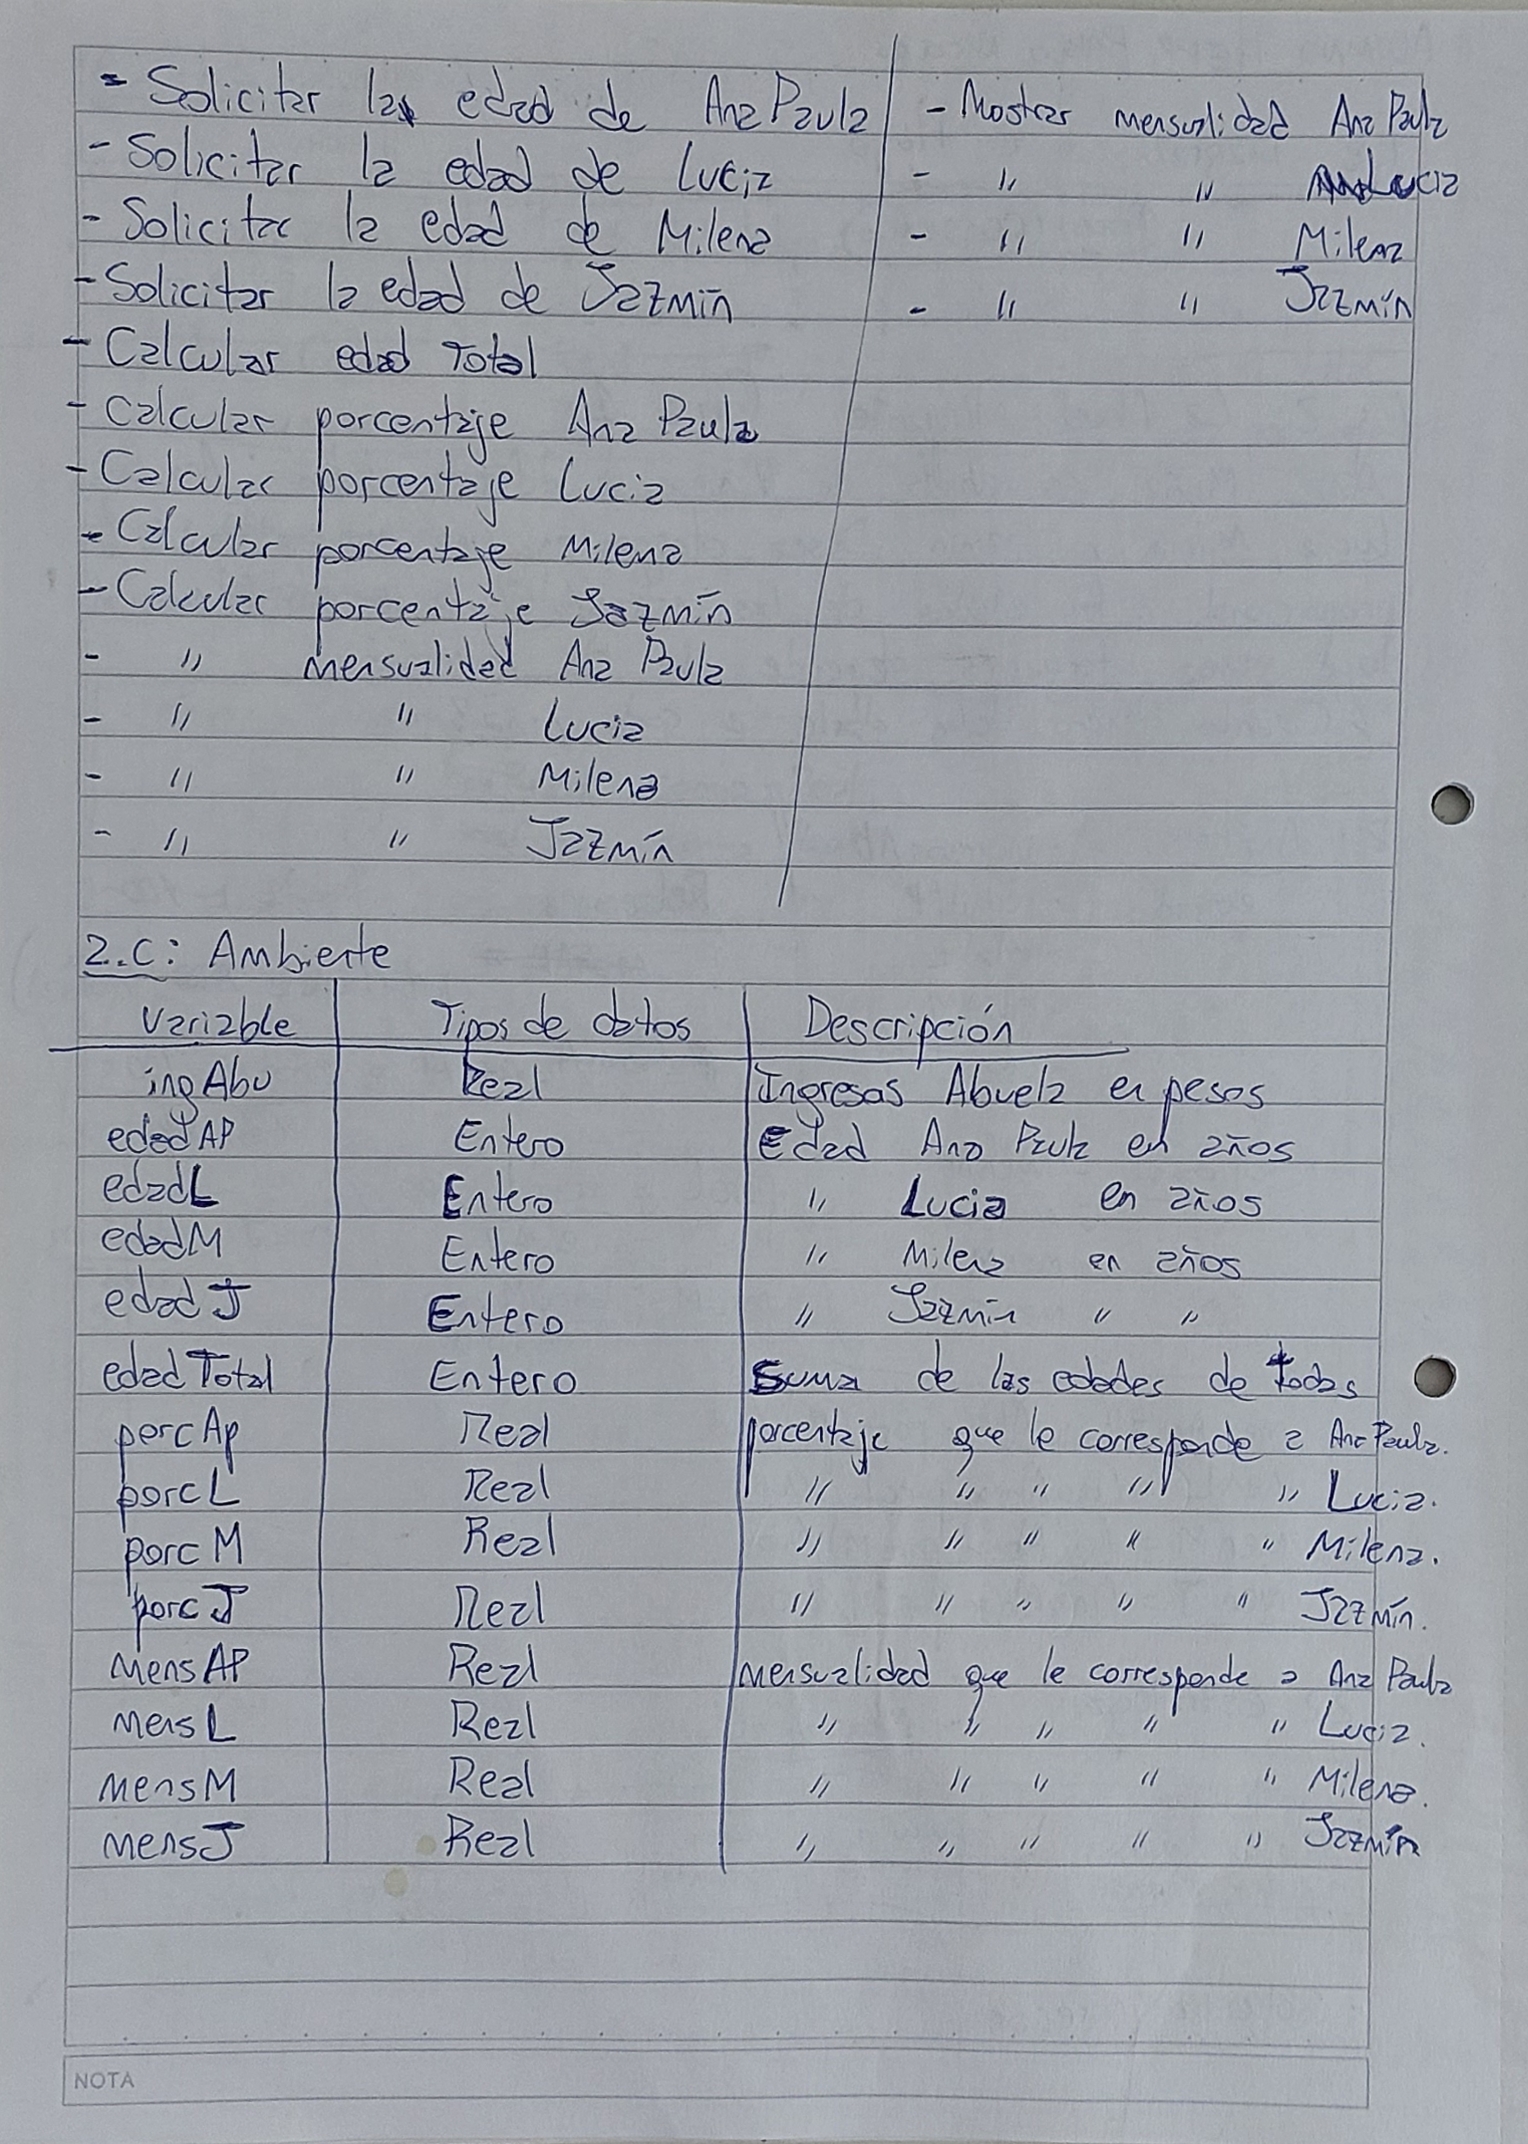 - Solicitar la edad de Ana Paula
- Solicitar la edad de Lucia
- Solicitar la edad de Milena
- Solicitar la edad de Jazmín
- Calcular edad Total
- Calcular porcentaje Ana Paula
- Calcular porcentaje Lucia
- Calcular porcentaje Milena
- Calcular porcentaje Jazmín
- " mensualidad Ana Paula
- " " Lucia
- " " Milena
- " " Jazmín
- Mostrar mensualidad Ana Paula
- " " Lucia
- " " Milena
- " " Jazmín
2.C: Ambiente
Variable Tipos de datos Descripción
ingAbu Real Ingresos Abuela en pesos
edadAP Entero Edad Ana Paula en años
edadL Entero " Lucia en años
edadM Entero " Milena en años
edadJ Entero " Jazmín " "
edadTotal Entero Suma de las edades de todas
porcAp Real porcentaje que le corresponde a Ana Paula.
porcL Real " " " " " Lucia.
porcM Real " " " " " Milena.
porcJ Real " " " " " Jazmín.
mensAP Real mensualidad que le corresponde a Ana Paula
mensL Real " " " " " Lucia.
mensM Real " " " " " Milena.
mensJ Real " " " " " Jazmín
NOTA